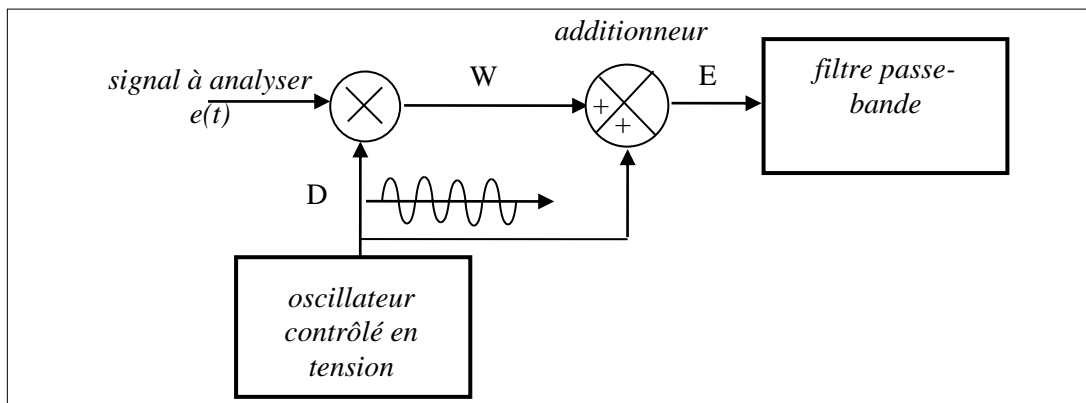 additionneur
signal à analyser
e(t)
W
+
+
E
filtre passe-
bande
D
oscillateur
contrôlé en
tension